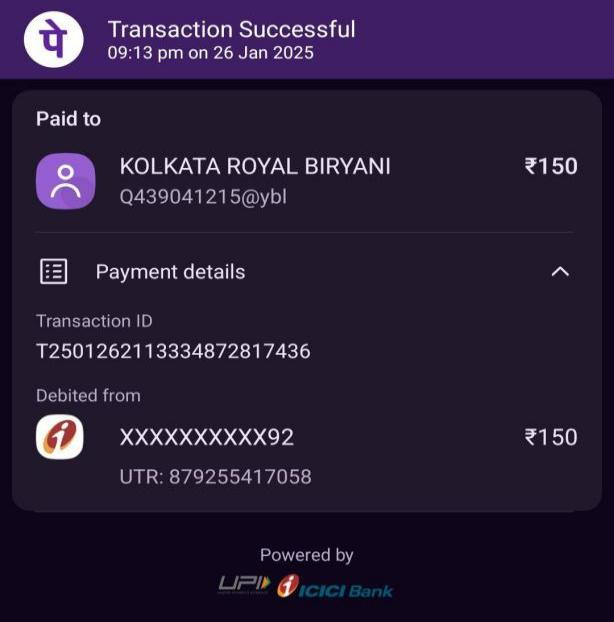 पे
Transaction Successful
09:13 pm on 26 Jan 2025
Paid to
KOLKATA ROYAL BIRYANI ₹150
Q439041215@ybl
Payment details
Transaction ID
T2501262113334872817436
Debited from
XXXXXXXXXX92 ₹150
UTR: 879255417058
Powered by
UPI ICICI Bank